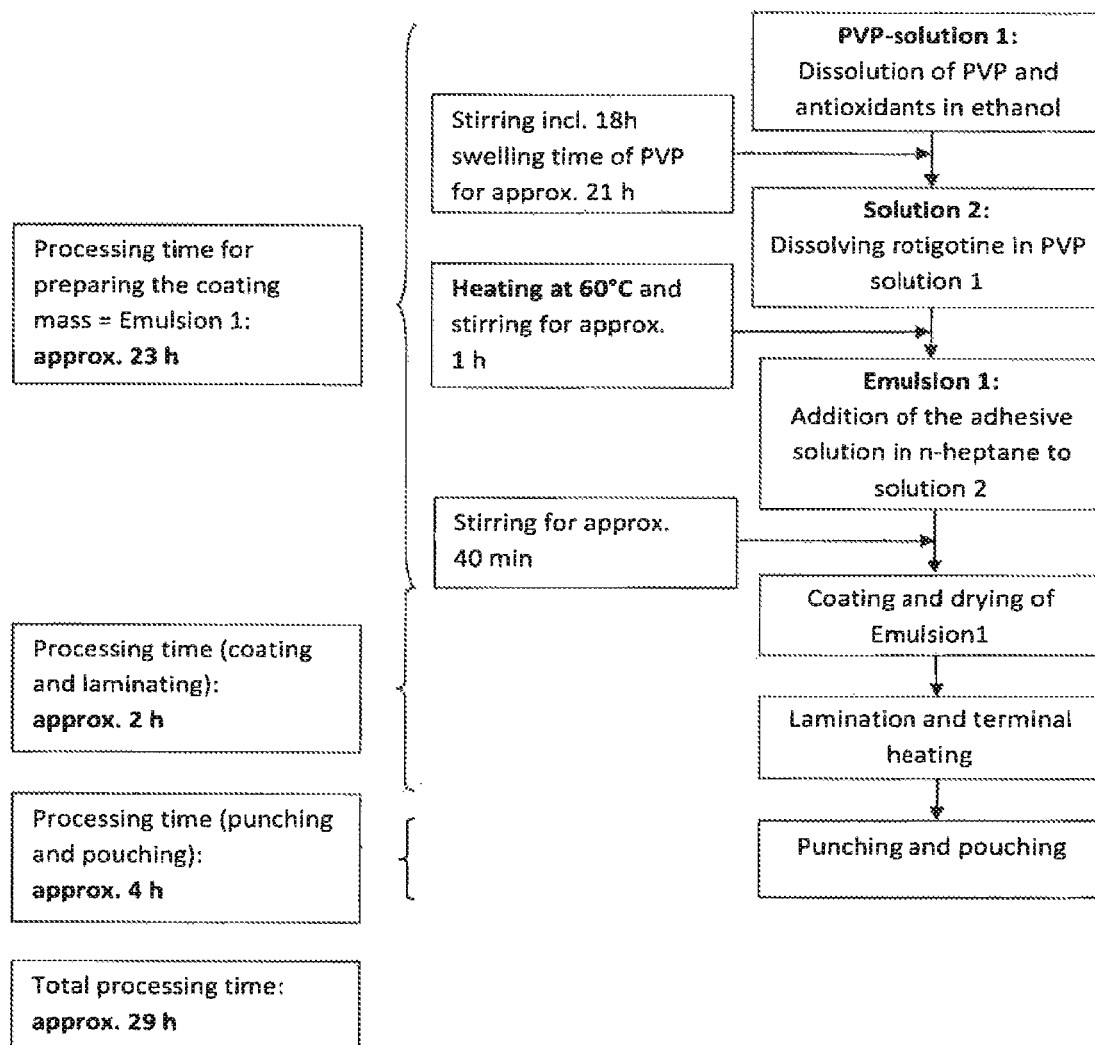 PVP-solution 1:
Dissolution of PVP and
antioxidants in ethanol
Stirring incl. 18h
swelling time of PVP
for approx. 21 h
Solution 2:
Dissolving rotigotine in PVP
solution 1
Processing time for
preparing the coating
mass = Emulsion 1:
approx. 23 h
Heating at 60°C and
stirring for approx.
1 h
Emulsion 1:
Addition of the adhesive
solution in n-heptane to
solution 2
Stirring for approx.
40 min
Coating and drying of
Emulsion1
Processing time (coating
and laminating):
approx. 2 h
Lamination and terminal
heating
Processing time (punching
and pouching):
approx. 4 h
Punching and pouching
Total processing time:
approx. 29 h